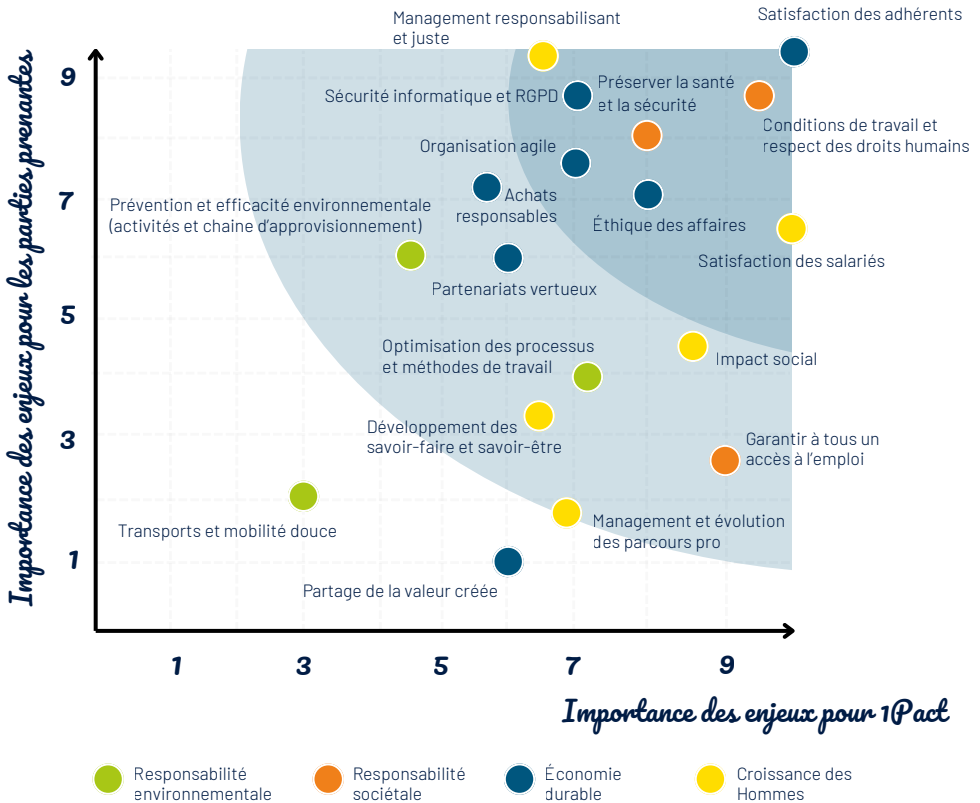 Management responsabilisant
et juste
Satisfaction des adhérents
Importance des enjeux pour les parties prenantes
9
7
5
3
1
Sécurité informatique et RGPD
Préserver la santé
et la sécurité
Conditions de travail et
respect des droits humains
Organisation agile
Achats
responsables
Prévention et efficacité environnementale
(activités et chaine d’approvisionnement)
Éthique des affaires
Satisfaction des salariés
Partenariats vertueux
Optimisation des processus
et méthodes de travail
Impact social
Développement des
savoir-faire et savoir-être
Garantir à tous un
accès à l’emploi
Transports et mobilité douce
Management et évolution
des parcours pro
Partage de la valeur créée
1 3 5 7 9
Importance des enjeux pour 1Pact
Responsabilité
environnementale
Responsabilité
sociétale
Économie
durable
Croissance des
Hommes